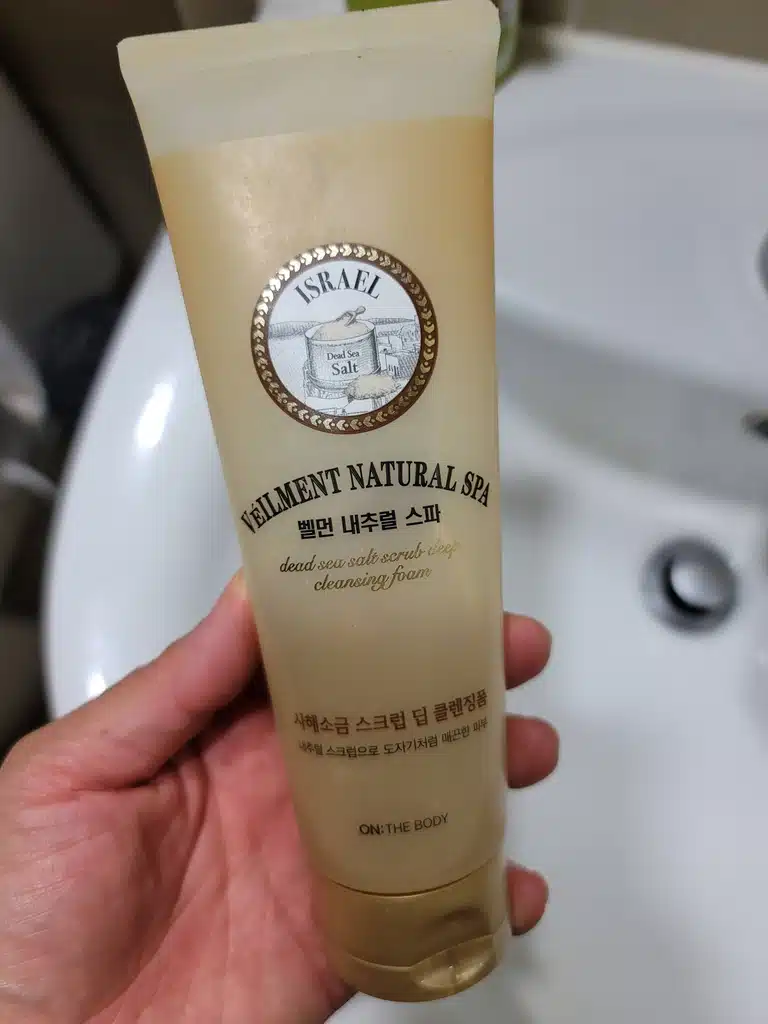 ISRAEL
Dead Sea
Salt
VEILMENT NATURAL SPA
벨먼 내추럴 스파
dead sea salt scrub deep
cleansing foam
사해소금 스크럽 딥 클렌징폼
내추럴 스크럽으로 도자기처럼 매끈한 피부
ON:THE BODY